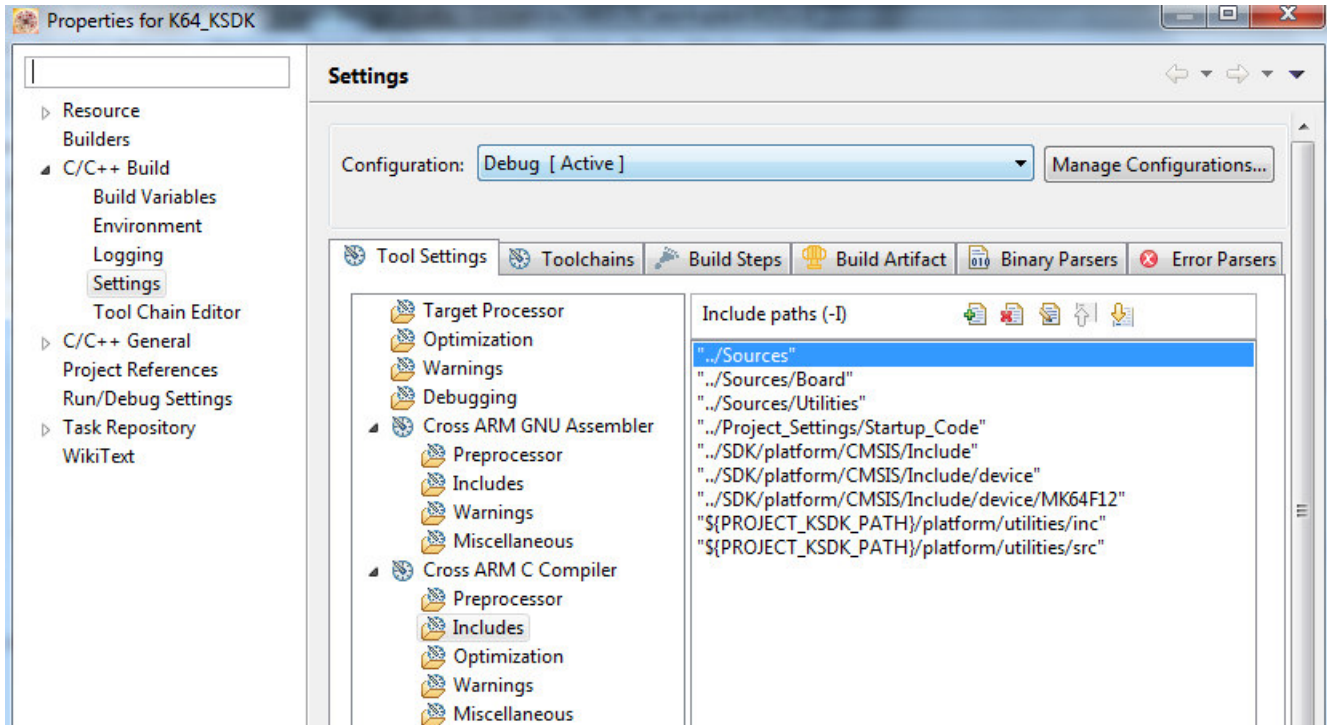 Properties for K64_KSDK
Resource
Builders
C/C++ Build
Build Variables
Environment
Logging
Settings
Tool Chain Editor
C/C++ General
Project References
Run/Debug Settings
Task Repository
WikiText
Settings
Configuration:
Debug [ Active ]
Manage Configurations...
Tool Settings
Toolchains
Build Steps
Build Artifact
Binary Parsers
Error Parsers
Target Processor
Optimization
Warnings
Debugging
Cross ARM GNU Assembler
Preprocessor
Includes
Warnings
Miscellaneous
Cross ARM C Compiler
Preprocessor
Includes
Optimization
Warnings
Miscellaneous
Include paths (-I)
"../Sources"
"../Sources/Board"
"../Sources/Utilities"
"../Project_Settings/Startup_Code"
"../SDK/platform/CMSIS/Include"
"../SDK/platform/CMSIS/Include/device"
"../SDK/platform/CMSIS/Include/device/MK64F12"
"${PROJECT_KSDK_PATH}/platform/utilities/inc"
"${PROJECT_KSDK_PATH}/platform/utilities/src"